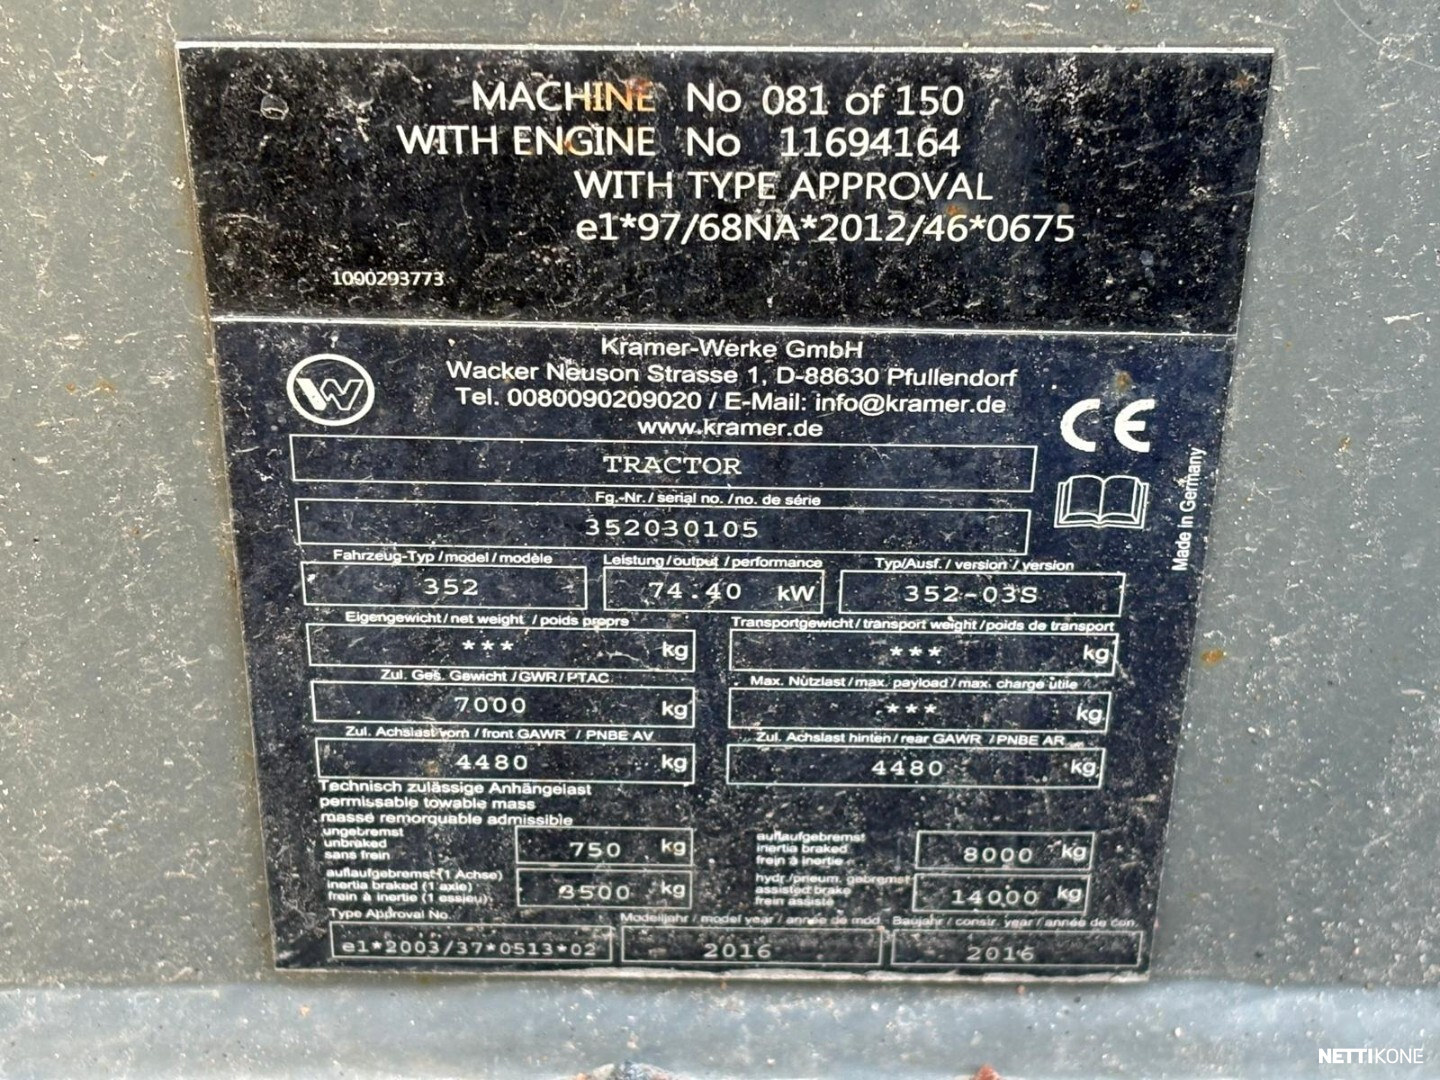 MACHINE No 081 of 150
WITH ENGINE No 11694164
WITH TYPE APPROVAL
e1*97/68NA*2012/46*0675
1000293773
Kramer-Werke GmbH
Wacker Neuson Strasse 1, D-88630 Pfullendorf
Tel. 0080090209020 / E-Mail: info@kramer.de
www.kramer.de
CE
Made in Germany
TRACTOR
Fg.-Nr. / serial no. / no. de série
352030105
Fahrzeug-Typ / model / modèle Leistung / output / performance Typ/Ausf. / version / version
352 74.40 kW 352-03S
Eigengewicht / net weight / poids propre Transportgewicht / transport weight / poids de transport
*** kg *** kg
Zul. Ges. Gewicht / GWR / PTAC Max. Nützlast / max. payload / max. charge utile
7000 kg *** kg
Zul. Achslast vorn / front GAWR / PNBE AV Zul. Achslast hinten / rear GAWR / PNBE AR
4480 kg 4480 kg
Technisch zulässige Anhängelast
permissable towable mass
masse remorquable admissible
ungebremst
unbraked
sans frein
750 kg
auflaufgebremst
inertia braked
frein à inertie
8000 kg
auflaufgebremst (1 Achse)
inertia braked (1 axle)
frein à inertie (1 essieu)
3500 kg
hydr./pneum. gebremst
assisted brake
frein assisté
14000 kg
Type Approval No. Modelljahr / model year / année de mod. Baujahr / constr. year / année de con.
e1*2003/37*0513*02 2016 2016
NETTIKONE